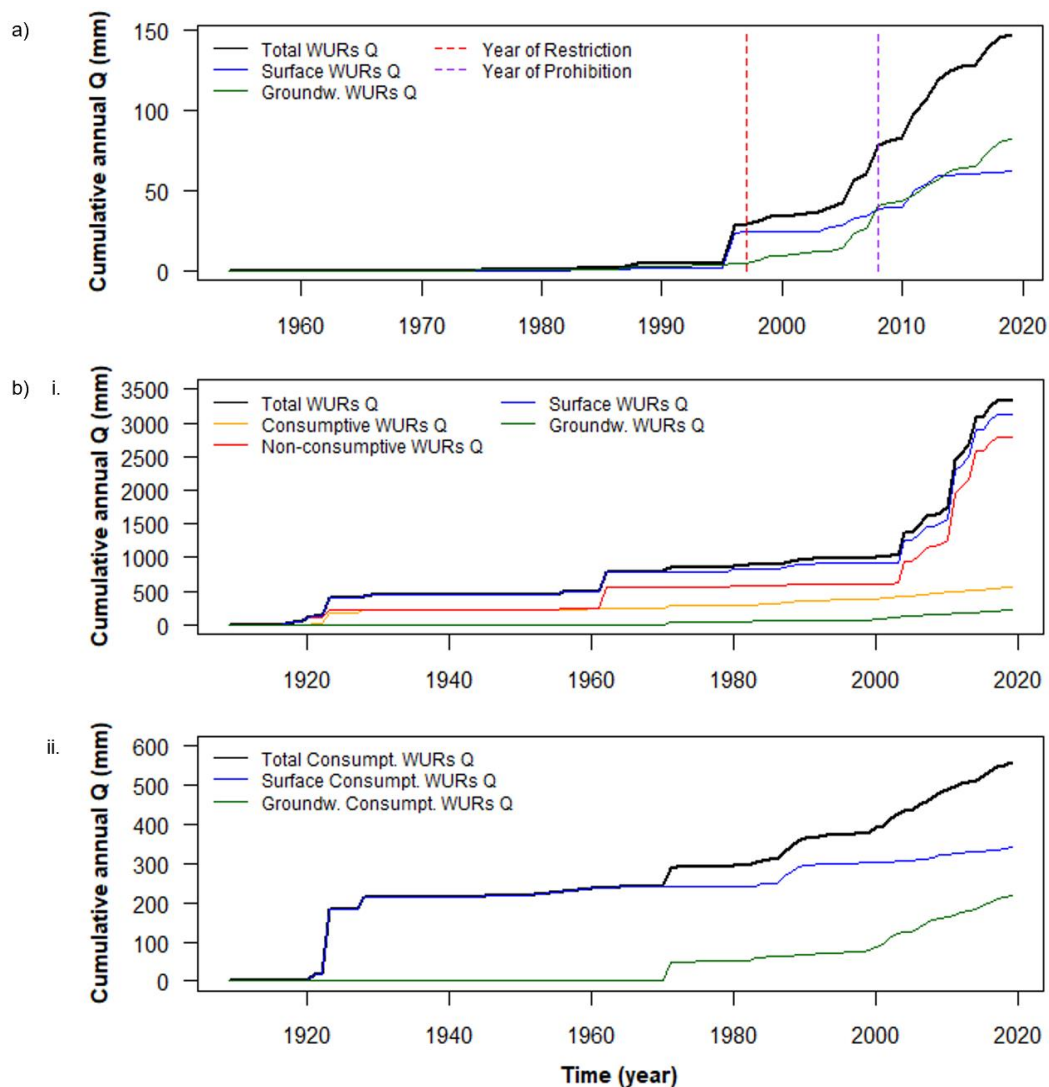 a)
Cumulative annual Q (mm)
150
100
50
0
Total WURs Q
Surface WURs Q
Groundw. WURs Q
Year of Restriction
Year of Prohibition
1960 1970 1980 1990 2000 2010 2020
b) i.
Cumulative annual Q (mm)
3500
3000
2500
2000
1500
1000
500
0
Total WURs Q
Consumptive WURs Q
Non-consumptive WURs Q
Surface WURs Q
Groundw. WURs Q
1920 1940 1960 1980 2000 2020
ii.
Cumulative annual Q (mm)
600
500
400
300
200
100
0
Total Consumpt. WURs Q
Surface Consumpt. WURs Q
Groundw. Consumpt. WURs Q
1920 1940 1960 1980 2000 2020
Time (year)